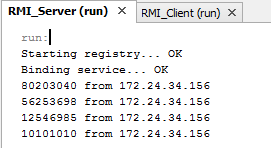 RMI_Server (run) RMI_Client (run)
run:
Starting registry... OK
Binding service... OK
80203040 from 172.24.34.156
56253698 from 172.24.34.156
12546985 from 172.24.34.156
10101010 from 172.24.34.156